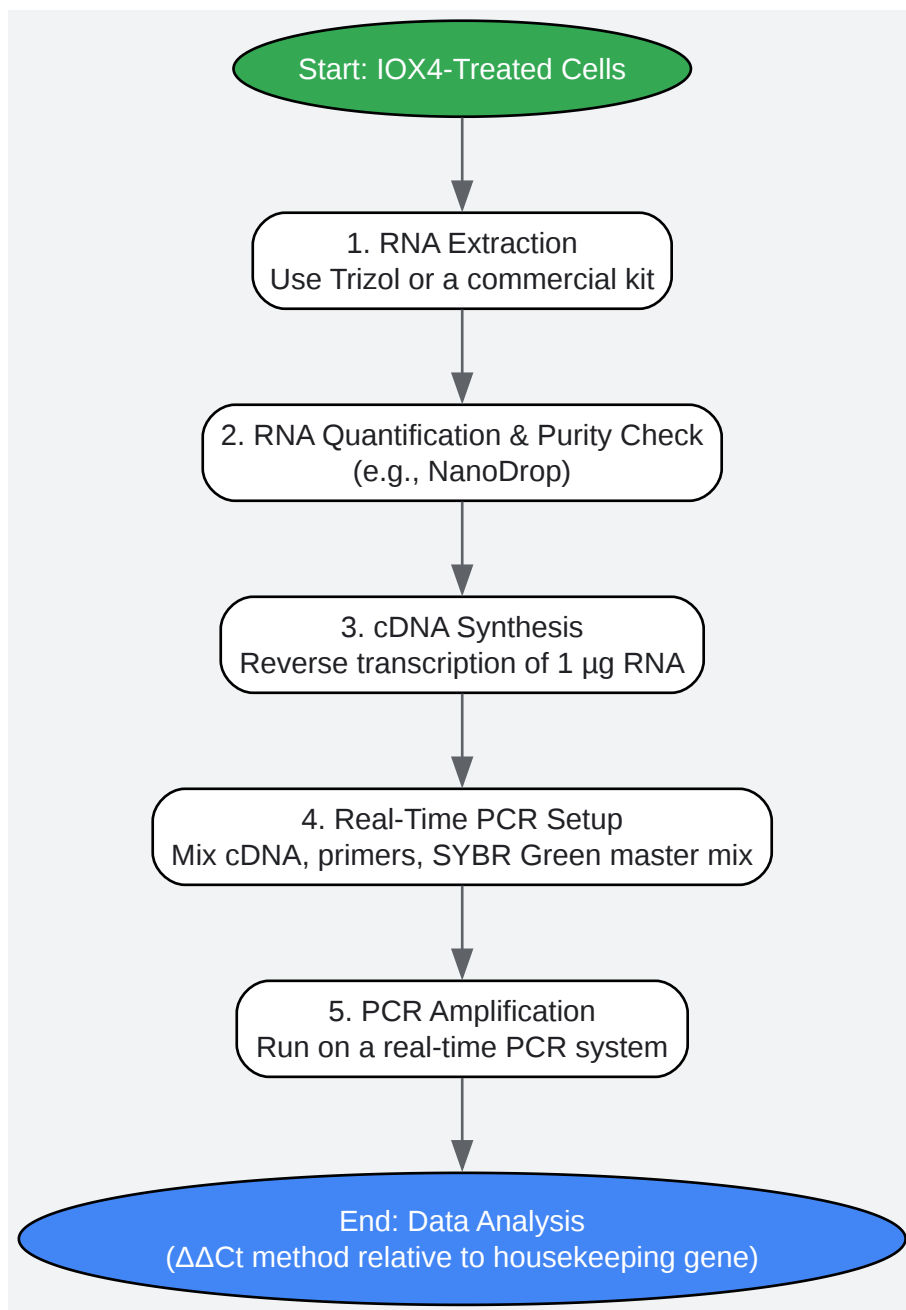 Start: IOX4-Treated Cells
1. RNA Extraction
Use Trizol or a commercial kit
2. RNA Quantification & Purity Check
(e.g., NanoDrop)
3. cDNA Synthesis
Reverse transcription of 1 µg RNA
4. Real-Time PCR Setup
Mix cDNA, primers, SYBR Green master mix
5. PCR Amplification
Run on a real-time PCR system
End: Data Analysis
(ΔΔCt method relative to housekeeping gene)